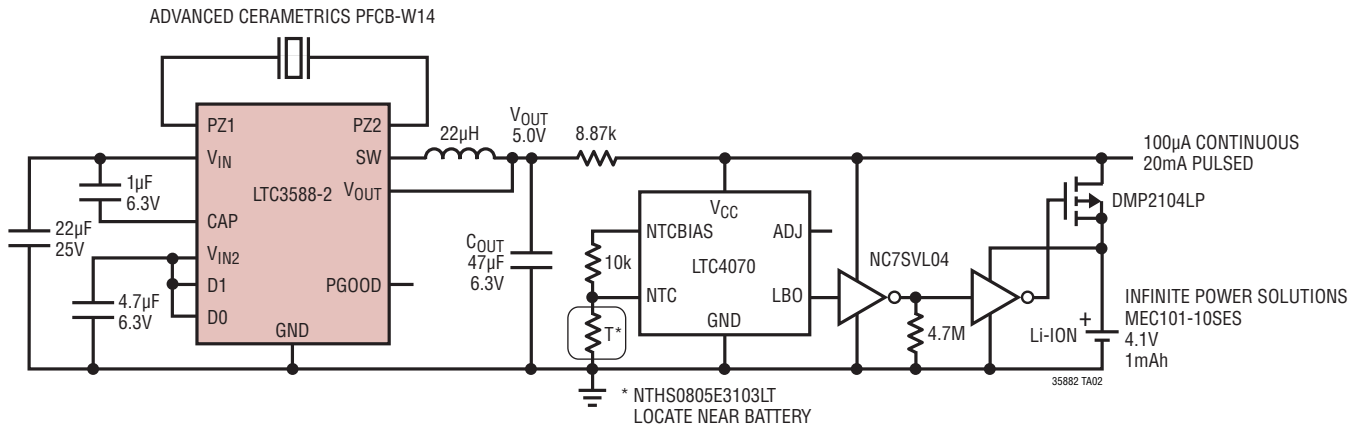 ADVANCED CERAMETRICS PFCB-W14
PZ1
PZ2
VIN
SW
LTC3588-2
VOUT
CAP
VIN2
D1
PGOOD
D0
GND
1µF
6.3V
22µF
25V
4.7µF
6.3V
22µH
VOUT
5.0V
8.87k
COUT
47µF
6.3V
VCC
NTCBIAS
ADJ
LTC4070
10k
NTC
LBO
GND
T*
NC7SVL04
4.7M
100µA CONTINUOUS
20mA PULSED
DMP2104LP
INFINITE POWER SOLUTIONS
MEC101-10SES
4.1V
1mAh
Li-ION
+
35882 TA02
* NTHS0805E3103LT
LOCATE NEAR BATTERY